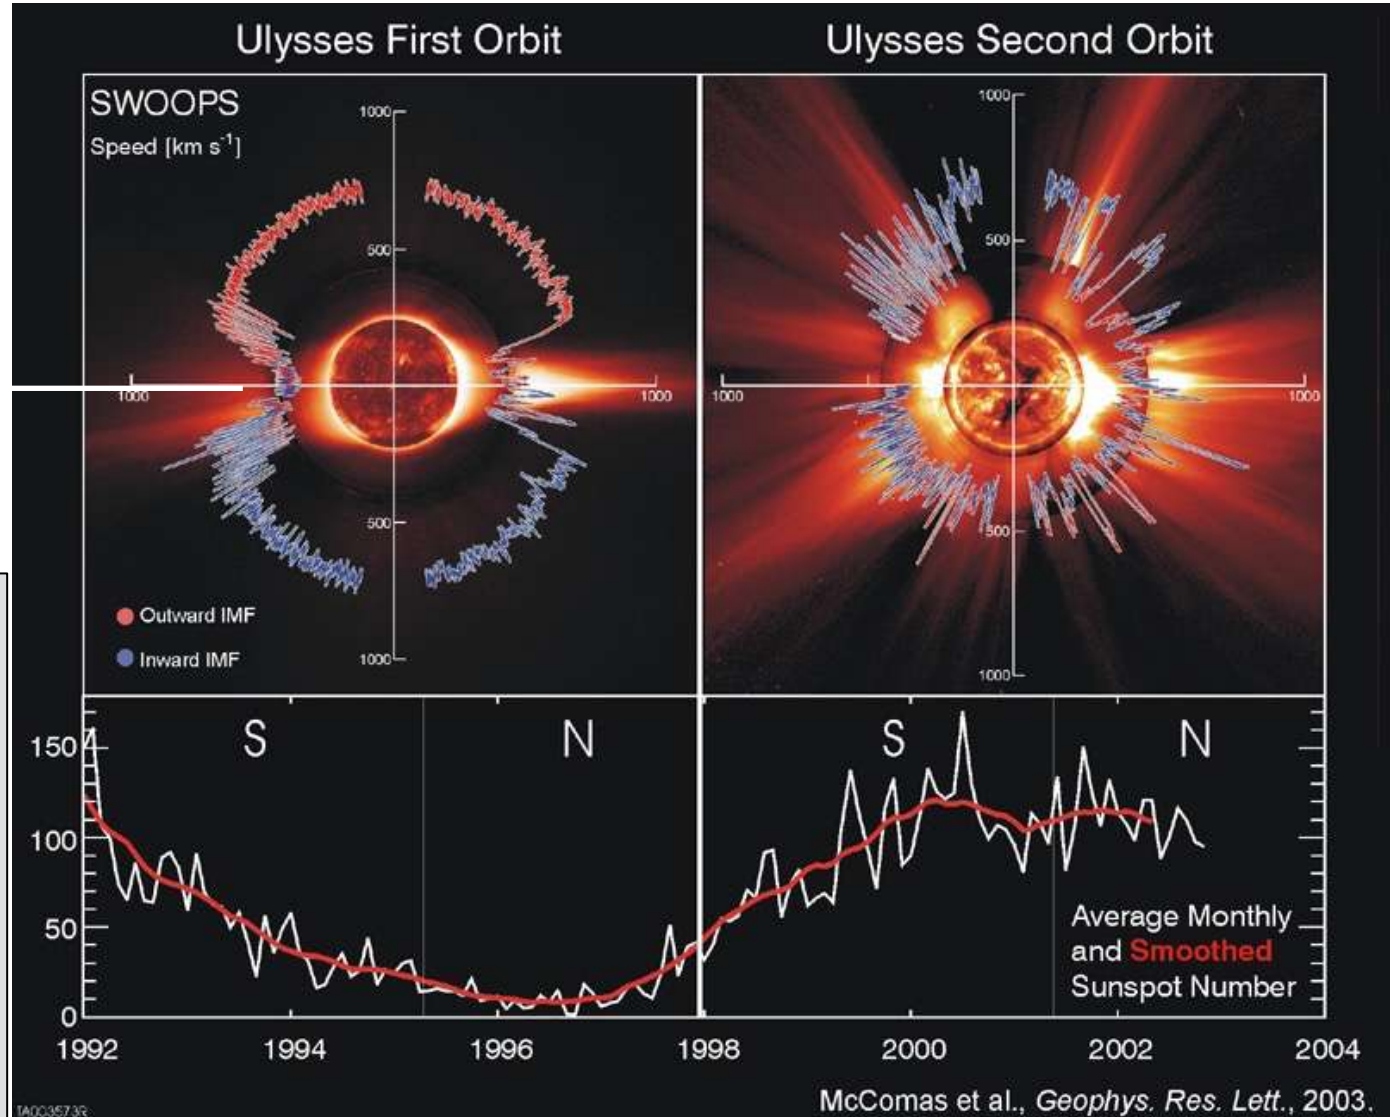 Ulysses First Orbit
Ulysses Second Orbit
SWOOPS
Speed [km s⁻¹]
1000
500
1000
1000
500
1000
Outward IMF
Inward IMF
1000
500
1000
1000
500
1000
S
N
S
N
150
100
50
0
Average Monthly
and Smoothed
Sunspot Number
1992
1994
1996
1998
2000
2002
2004
McComas et al., Geophys. Res. Lett., 2003.
TA003573R